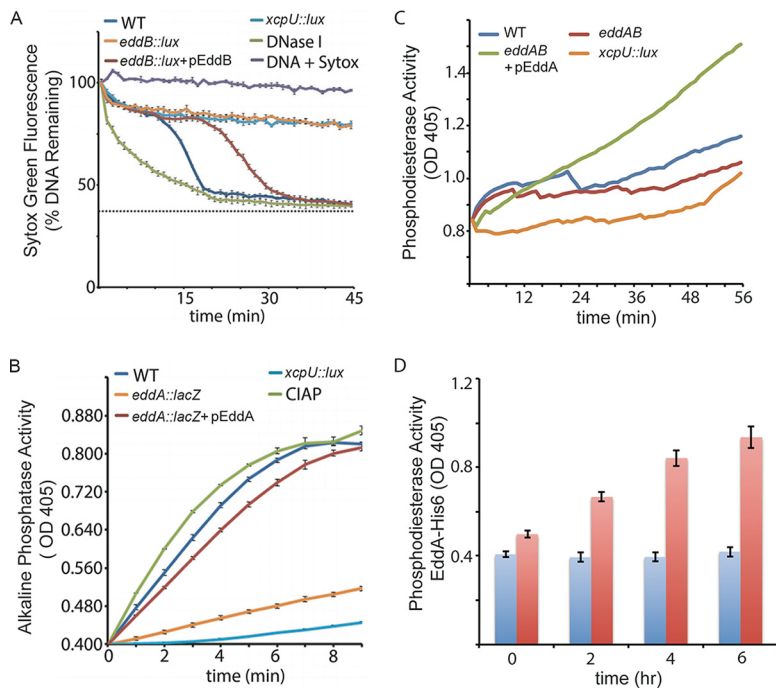 A
WT
xcpU::lux
eddB::lux
DNase I
eddB::lux+pEddB
DNA + Sytox
Sytox Green Fluorescence
(% DNA Remaining)
100
50
0
15
30
45
time (min)
B
WT
xcpU::lux
eddA::lacZ
CIAP
eddA::lacZ+pEddA
Alkaline Phosphatase Activity
( OD 405)
0.880
0.800
0.720
0.640
0.560
0.480
0.400
0
2
4
6
8
time (min)
C
WT
eddAB
eddAB
+pEddA
xcpU::lux
Phosphodiesterase Activity
(OD 405)
1.4
1.2
1.0
0.8
12
24
36
48
56
time (min)
D
Phosphodiesterase Activity
EddA-His6 (OD 405)
1.2
0.8
0.4
0
0
2
4
6
time (hr)